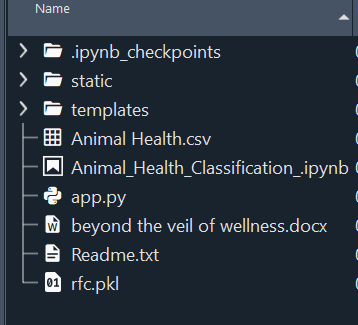 Name
.ipynb_checkpoints
static
templates
Animal Health.csv
Animal_Health_Classification_.ipynb
app.py
beyond the veil of wellness.docx
Readme.txt
rfc.pkl